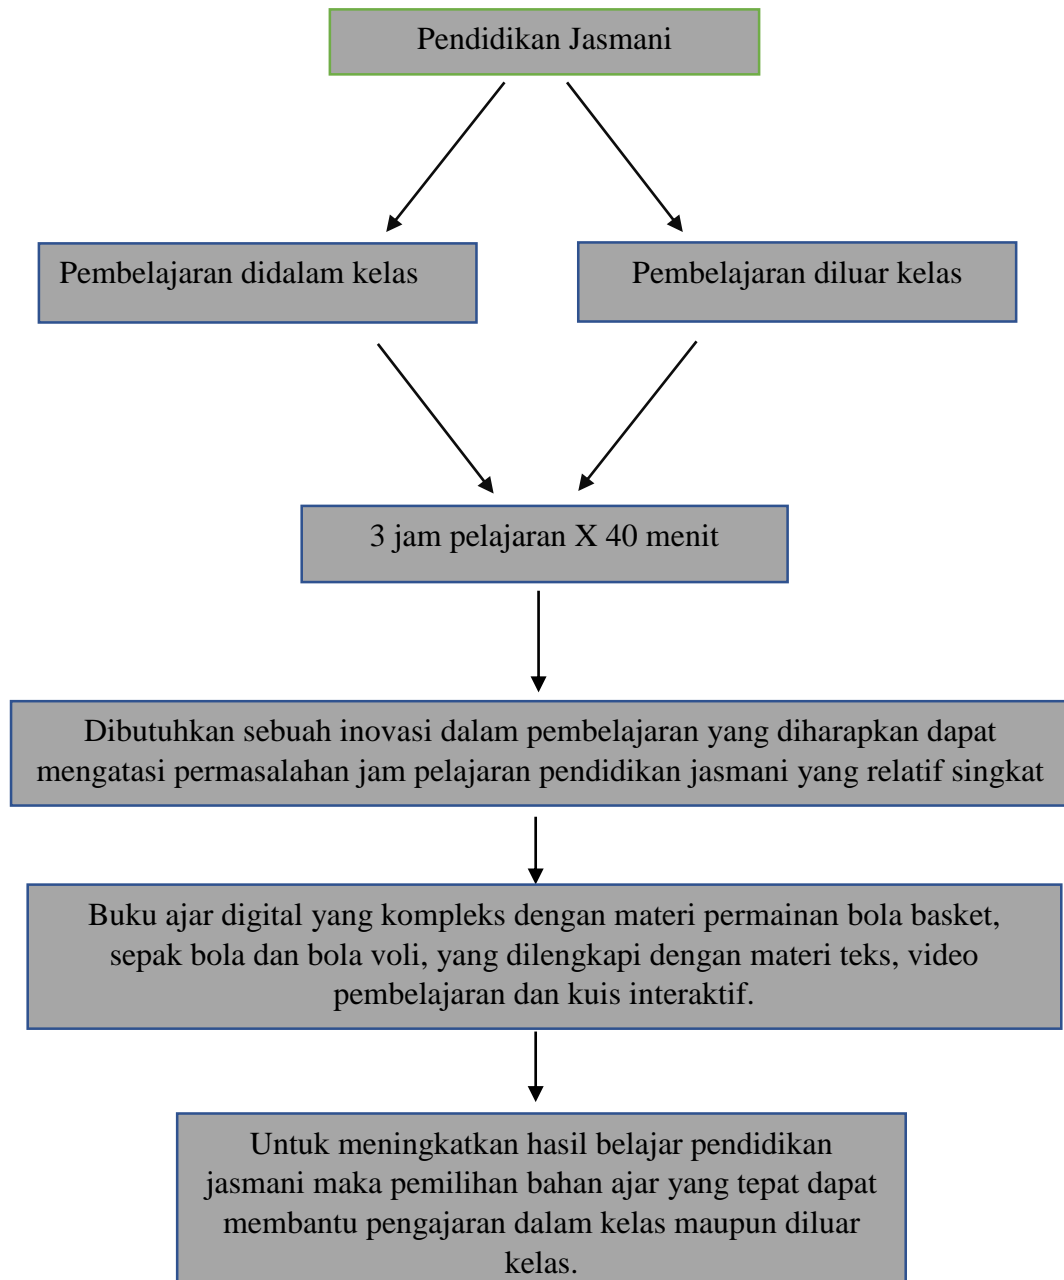 Pendidikan Jasmani
Pembelajaran didalam kelas
Pembelajaran diluar kelas
3 jam pelajaran X 40 menit
Dibutuhkan sebuah inovasi dalam pembelajaran yang diharapkan dapat
mengatasi permasalahan jam pelajaran pendidikan jasmani yang relatif singkat
Buku ajar digital yang kompleks dengan materi permainan bola basket,
sepak bola dan bola voli, yang dilengkapi dengan materi teks, video
pembelajaran dan kuis interaktif.
Untuk meningkatkan hasil belajar pendidikan
jasmani maka pemilihan bahan ajar yang tepat dapat
membantu pengajaran dalam kelas maupun diluar
kelas.